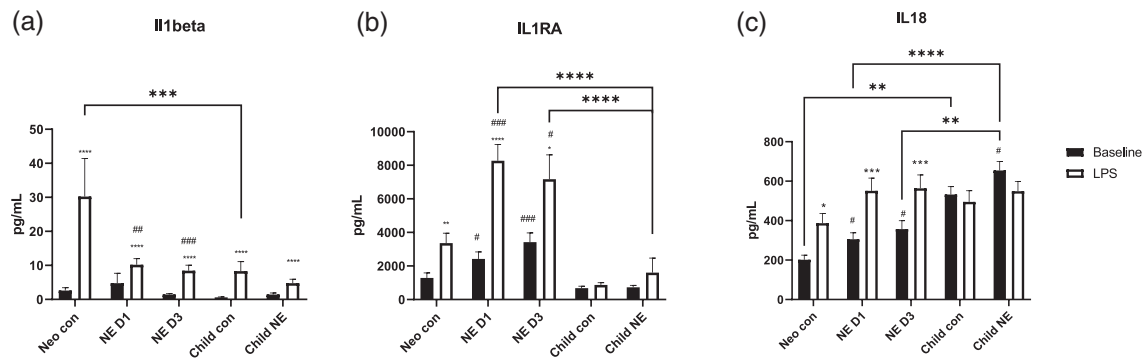 (a)
Il1beta
***
50
40
30
20
10
0
pg/mL
****
##
****
###
****
****
****
Neo con
NE D1
NE D3
Child con
Child NE
(b)
IL1RA
****
****
10000
8000
6000
4000
2000
0
pg/mL
**
###
****
#
#
*
###
Neo con
NE D1
NE D3
Child con
Child NE
(c)
IL18
****
**
**
800
600
400
200
0
pg/mL
*
***
#
***
#
#
Neo con
NE D1
NE D3
Child con
Child NE
Baseline
LPS